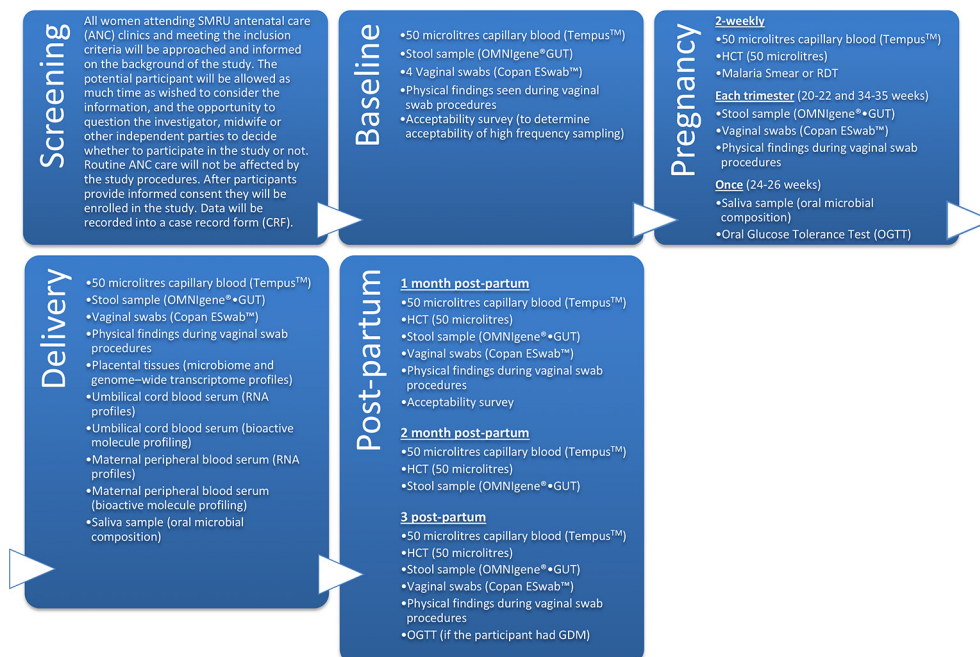 Screening
All women attending SMRU antenatal care
(ANC) clinics and meeting the inclusion
criteria will be approached and informed
on the background of the study. The
potential participant will be allowed as
much time as wished to consider the
information, and the opportunity to
question the investigator, midwife or
other independent parties to decide
whether to participate in the study or not.
Routine ANC care will not be affected by
the study procedures. After participants
provide informed consent they will be
enrolled in the study. Data will be
recorded into a case record form (CRF).
Baseline
•50 microlitres capillary blood (Tempus™)
•Stool sample (OMNIgene®GUT)
•4 Vaginal swabs (Copan ESwab™)
•Physical findings seen during vaginal
swab procedures
•Acceptability survey (to determine
acceptability of high frequency sampling)
Pregnancy
2-weekly
•50 microlitres capillary blood (Tempus™)
•HCT (50 microlitres)
•Malaria Smear or RDT
Each trimester (20-22 and 34-35 weeks)
•Stool sample (OMNIgene®•GUT)
•Vaginal swabs (Copan ESwab™)
•Physical findings during vaginal swab
procedures
Once (24-26 weeks)
•Saliva sample (oral microbial
composition)
•Oral Glucose Tolerance Test (OGTT)
Delivery
•50 microlitres capillary blood (Tempus™)
•Stool sample (OMNIgene®•GUT)
•Vaginal swabs (Copan ESwab™)
•Physical findings during vaginal swab
procedures
•Placental tissues (microbiome and
genome–wide transcriptome profiles)
•Umbilical cord blood serum (RNA
profiles)
•Umbilical cord blood serum (bioactive
molecule profiling)
•Maternal peripheral blood serum (RNA
profiles)
•Maternal peripheral blood serum
(bioactive molecule profiling)
•Saliva sample (oral microbial
composition)
Post-partum
1 month post-partum
•50 microlitres capillary blood (Tempus™)
•HCT (50 microlitres)
•Stool sample (OMNIgene®•GUT)
•Vaginal swabs (Copan ESwab™)
•Physical findings during vaginal swab
procedures
•Acceptability survey
2 month post-partum
•50 microlitres capillary blood (Tempus™)
•HCT (50 microlitres)
•Stool sample (OMNIgene®•GUT)
3 post-partum
•50 microlitres capillary blood (Tempus™)
•HCT (50 microlitres)
•Stool sample (OMNIgene®•GUT)
•Vaginal swabs (Copan ESwab™)
•Physical findings during vaginal swab
procedures
•OGTT (if the participant had GDM)